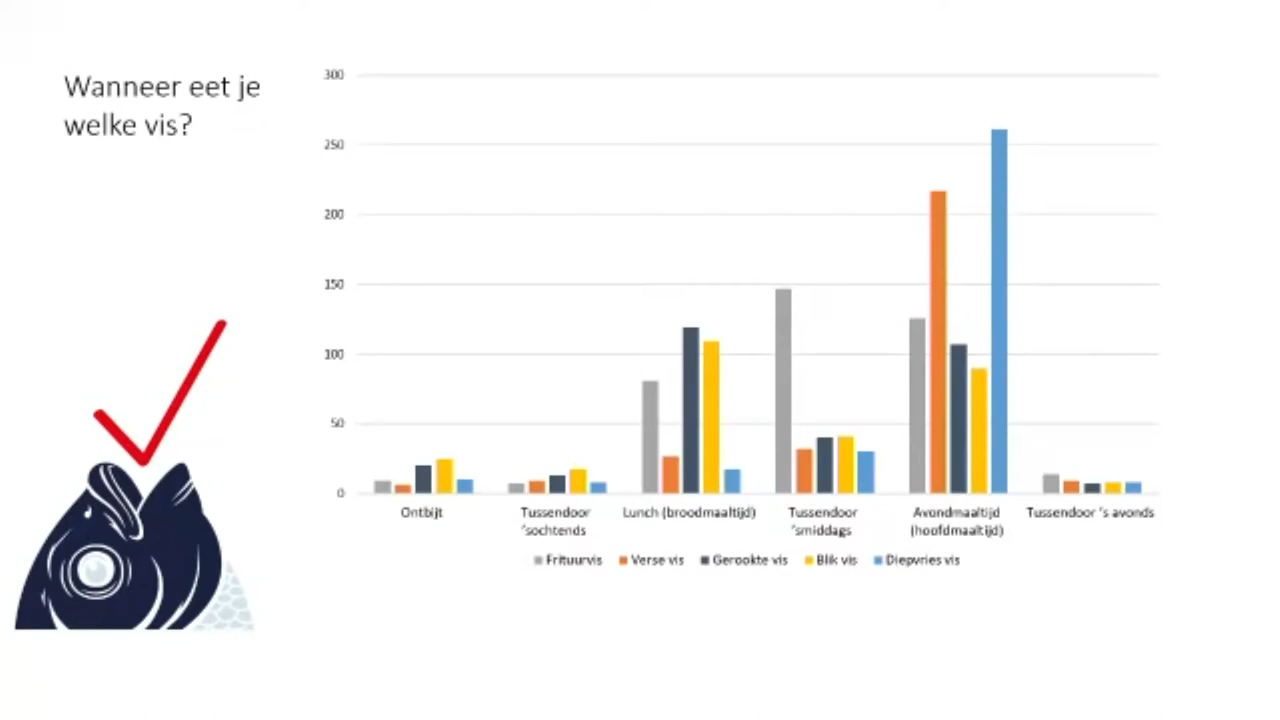 Wanneer eet je
welke vis?
300
250
200
150
100
50
0
Ontbijt
Tussendoor
'sochtends
Lunch (broodmaaltijd)
Tussendoor
'smiddags
Avondmaaltijd
(hoofdmaaltijd)
Tussendoor 's avonds
Frituurvis Verse vis Gerookte vis Blik vis Diepvries vis